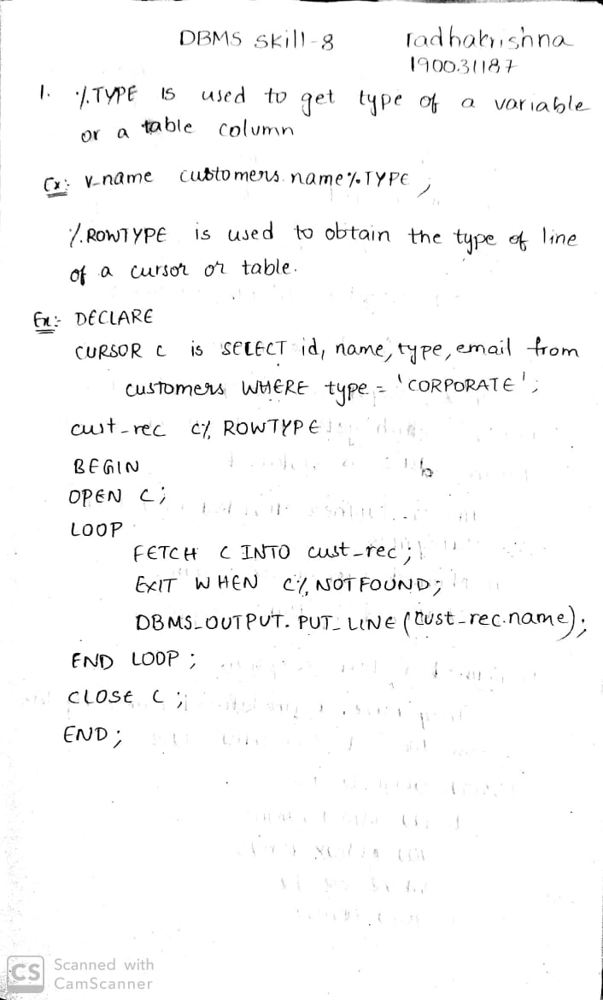 DBMS Skill-8
radhakrishna
190031187
1. %TYPE is used to get type of a variable
or a table column
Ex: v_name customers.name%TYPE;
%ROWTYPE is used to obtain the type of line
of a cursor or table.
Ex:- DECLARE
CURSOR C is SELECT id, name, type, email from
customers WHERE type = 'CORPORATE';
cust_rec C% ROWTYPE;
BEGIN
OPEN C;
LOOP
FETCH C INTO cust_rec;
EXIT WHEN C% NOTFOUND;
DBMS_OUTPUT. PUT_LINE (cust_rec.name);
END LOOP;
CLOSE C;
END;
CS Scanned with
CamScanner